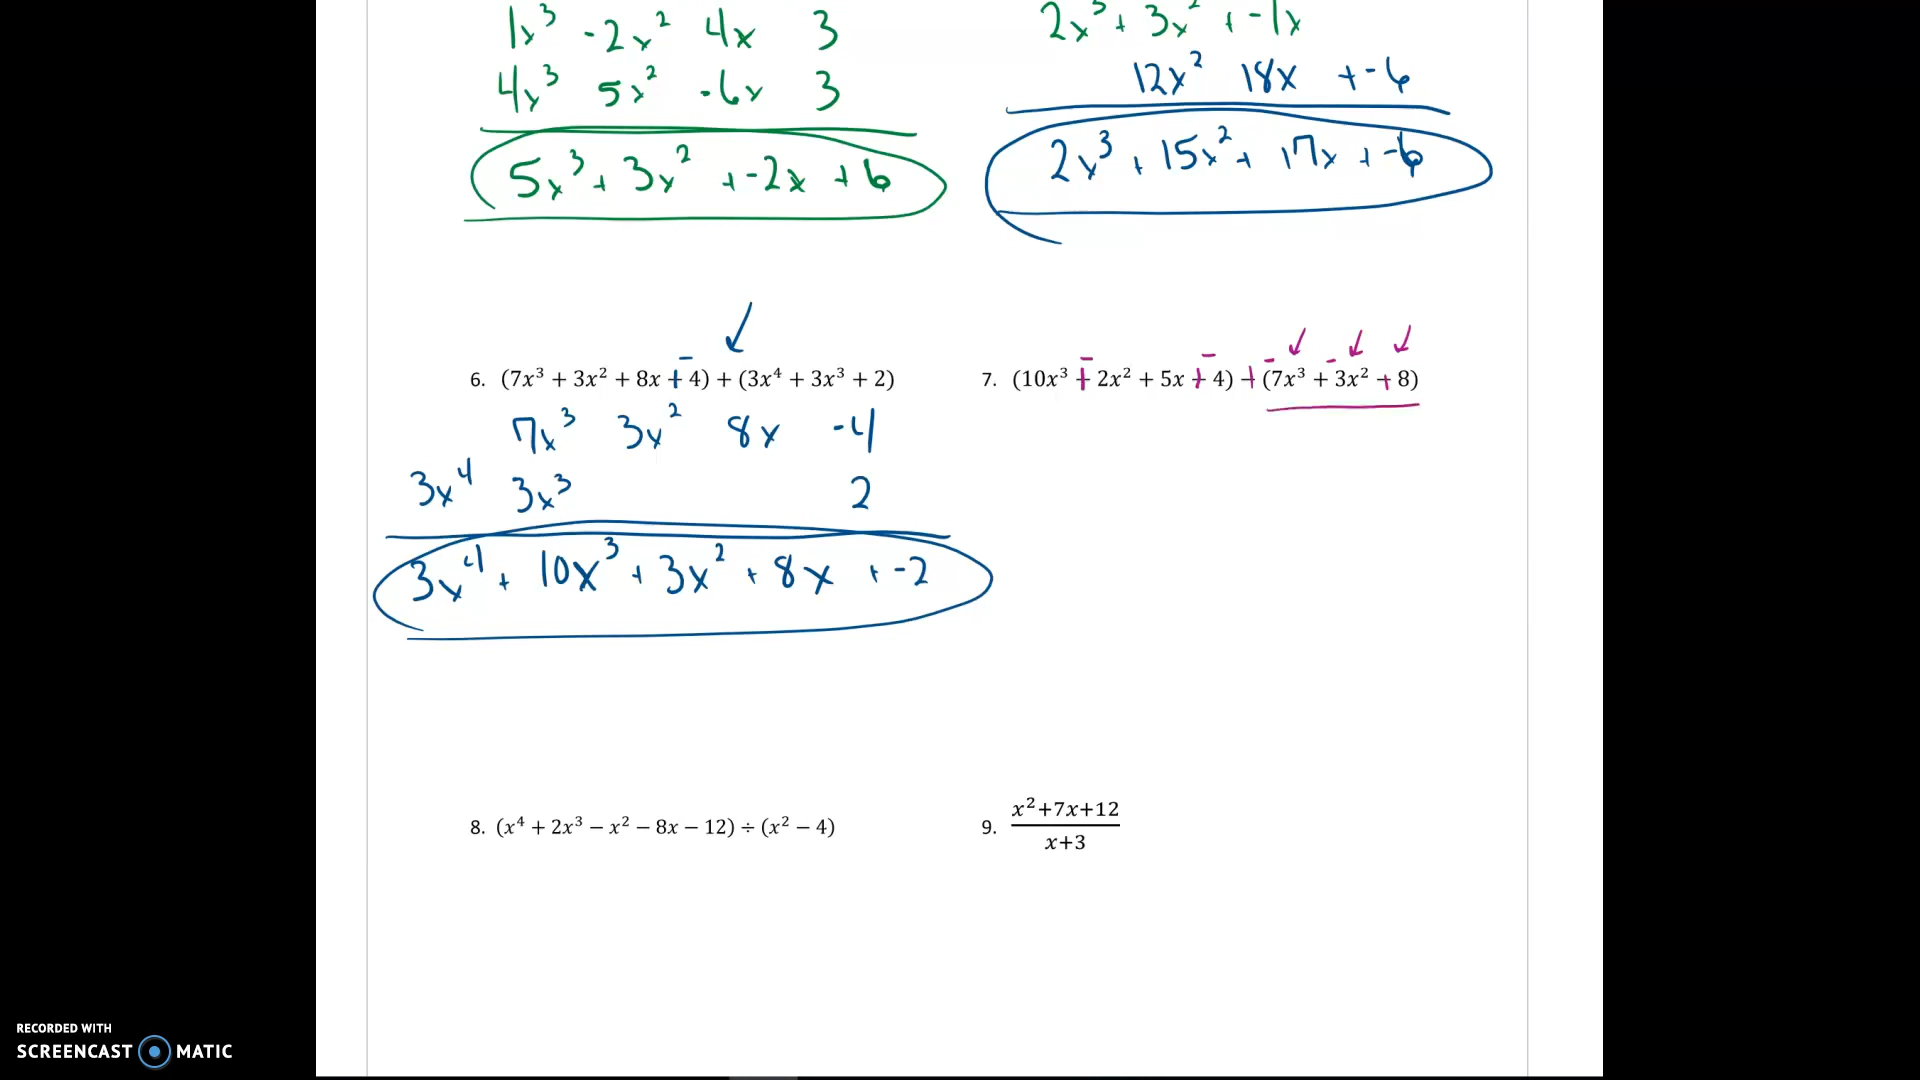 1x³ -2x² 4x 3
4x³ 5x² -6x 3
5x³ + 3x² + -2x + 6
2x³ + 3x² + -1x
12x² 18x + -6
2x³ + 15x² + 17x + -6
6. (7x³ + 3x² + 8x + - 4) + (3x⁴ + 3x³ + 2)
7x³ 3x² 8x -4
3x⁴ 3x³ 2
3x⁴ + 10x³ + 3x² + 8x + -2
7. (10x³ + - 2x² + 5x + - 4) + (- 7x³ + - 3x² + 8)
8. (x⁴ + 2x³ − x² − 8x − 12) ÷ (x² − 4)
9. x²+7x+12
x+3
RECORDED WITH
SCREENCAST MATIC